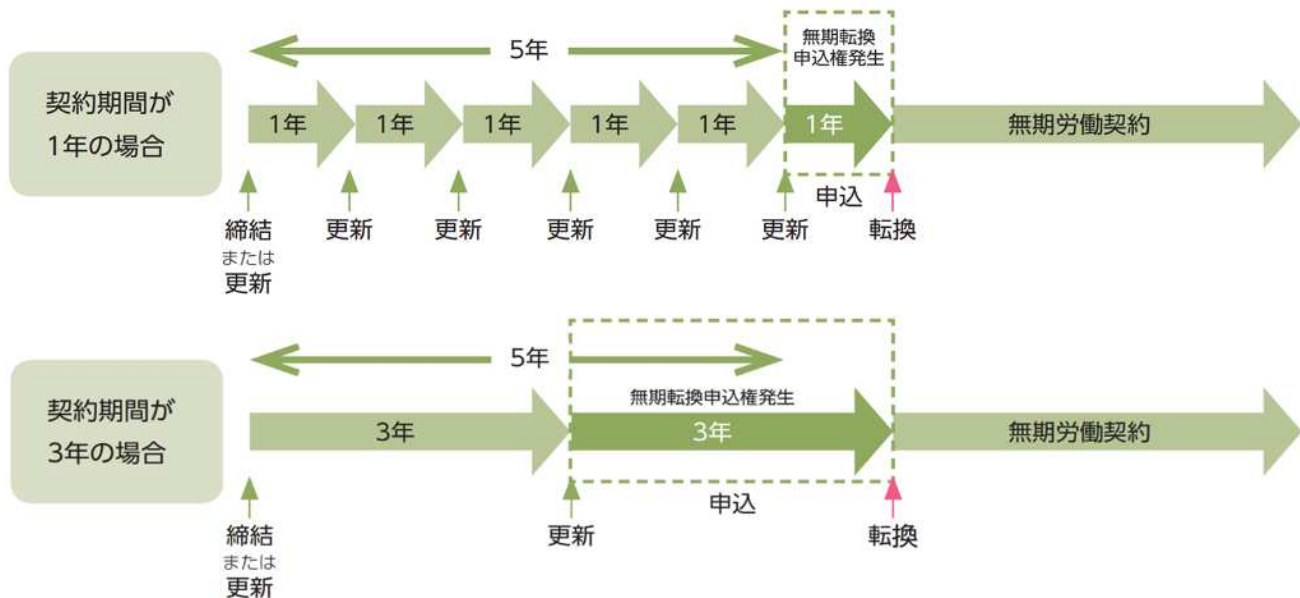 5年
無期転換
申込権発生
契約期間が
1年の場合
1年
1年
1年
1年
1年
1年
無期労働契約
申込
締結
または
更新
更新
更新
更新
更新
更新
転換
5年
無期転換申込権発生
契約期間が
3年の場合
3年
3年
無期労働契約
申込
締結
または
更新
更新
転換